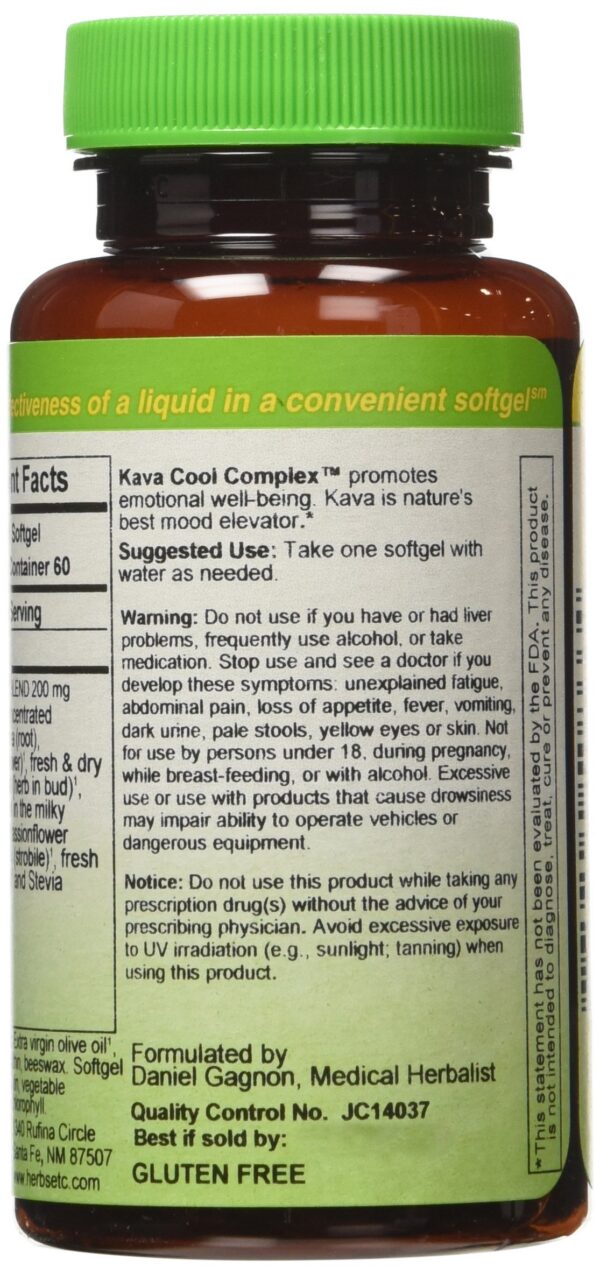 ectiveness of a liquid in a convenient softgel℠
nt Facts
Softgel
ontainer 60
Serving
LEND 200 mg
centrated
(root),
, fresh & dry
herb in bud)¹,
n the milky
ssionflower
(strobile)¹, fresh
and Stevia
Extra virgin olive oil¹,
beeswax. Softgel
vegetable
orophyll.
340 Rufina Circle
anta Fe, NM 87507
www.herbsetc.com
Kava Cool Complex™ promotes
emotional well-being. Kava is nature's
best mood elevator.*
Suggested Use: Take one softgel with
water as needed.
Warning: Do not use if you have or had liver
problems, frequently use alcohol, or take
medication. Stop use and see a doctor if you
develop these symptoms: unexplained fatigue,
abdominal pain, loss of appetite, fever, vomiting,
dark urine, pale stools, yellow eyes or skin. Not
for use by persons under 18, during pregnancy,
while breast-feeding, or with alcohol. Excessive
use or use with products that cause drowsiness
may impair ability to operate vehicles or
dangerous equipment.
Notice: Do not use this product while taking any
prescription drug(s) without the advice of your
prescribing physician. Avoid excessive exposure
to UV irradiation (e.g., sunlight; tanning) when
using this product.
Formulated by
Daniel Gagnon, Medical Herbalist
Quality Control No. JC14037
Best if sold by:
GLUTEN FREE
*This statement has not been evaluated by the FDA. This product
is not intended to diagnose, treat, cure or prevent any disease.